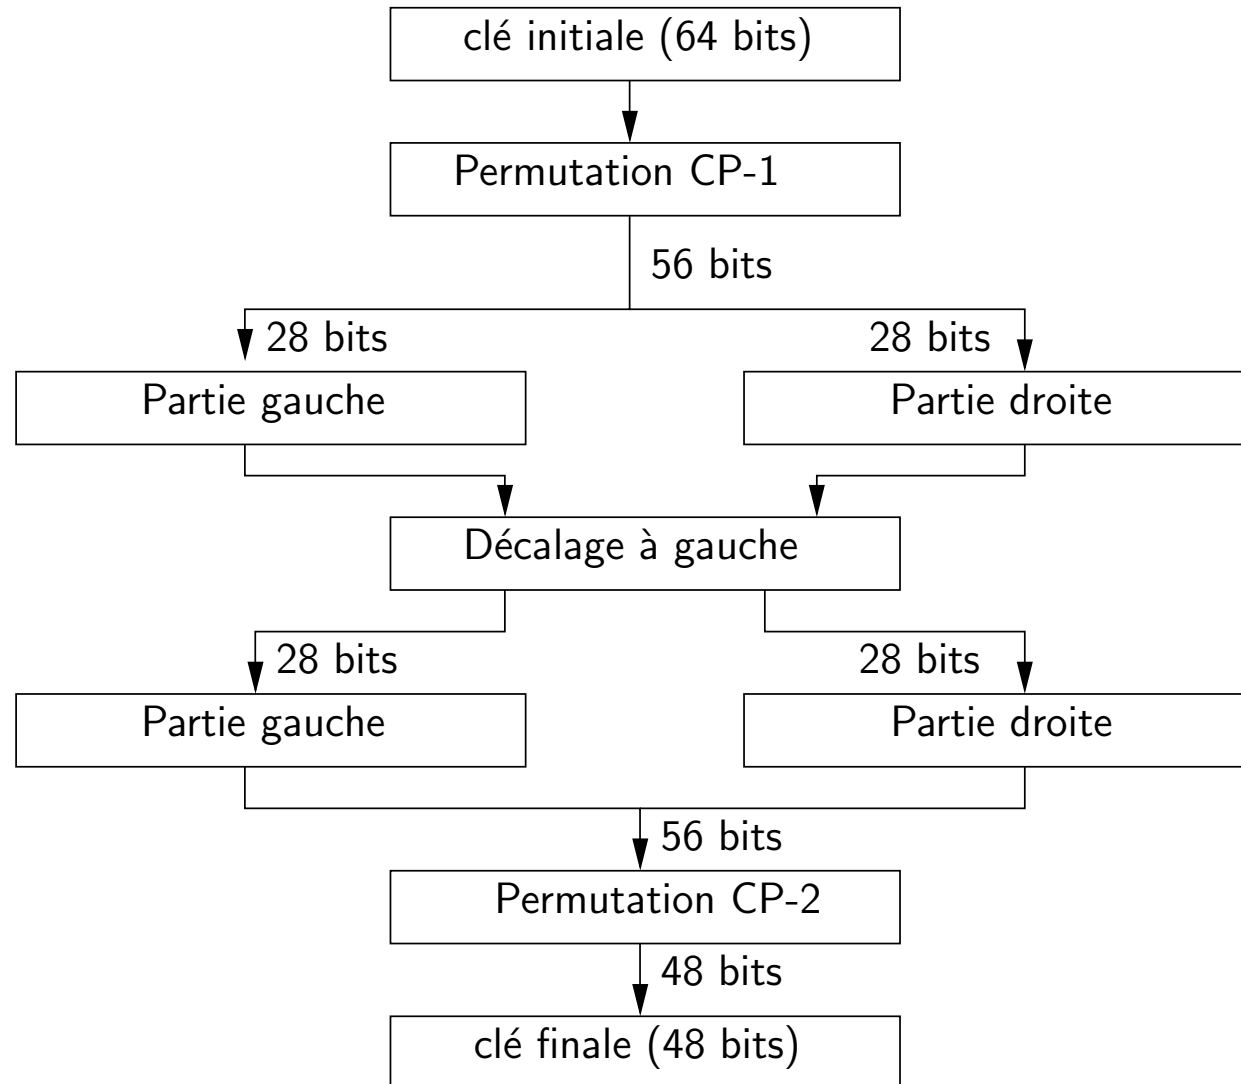 clé initiale (64 bits)
Permutation CP-1
56 bits
28 bits
28 bits
Partie gauche
Partie droite
Décalage à gauche
28 bits
28 bits
Partie gauche
Partie droite
56 bits
Permutation CP-2
48 bits
clé finale (48 bits)